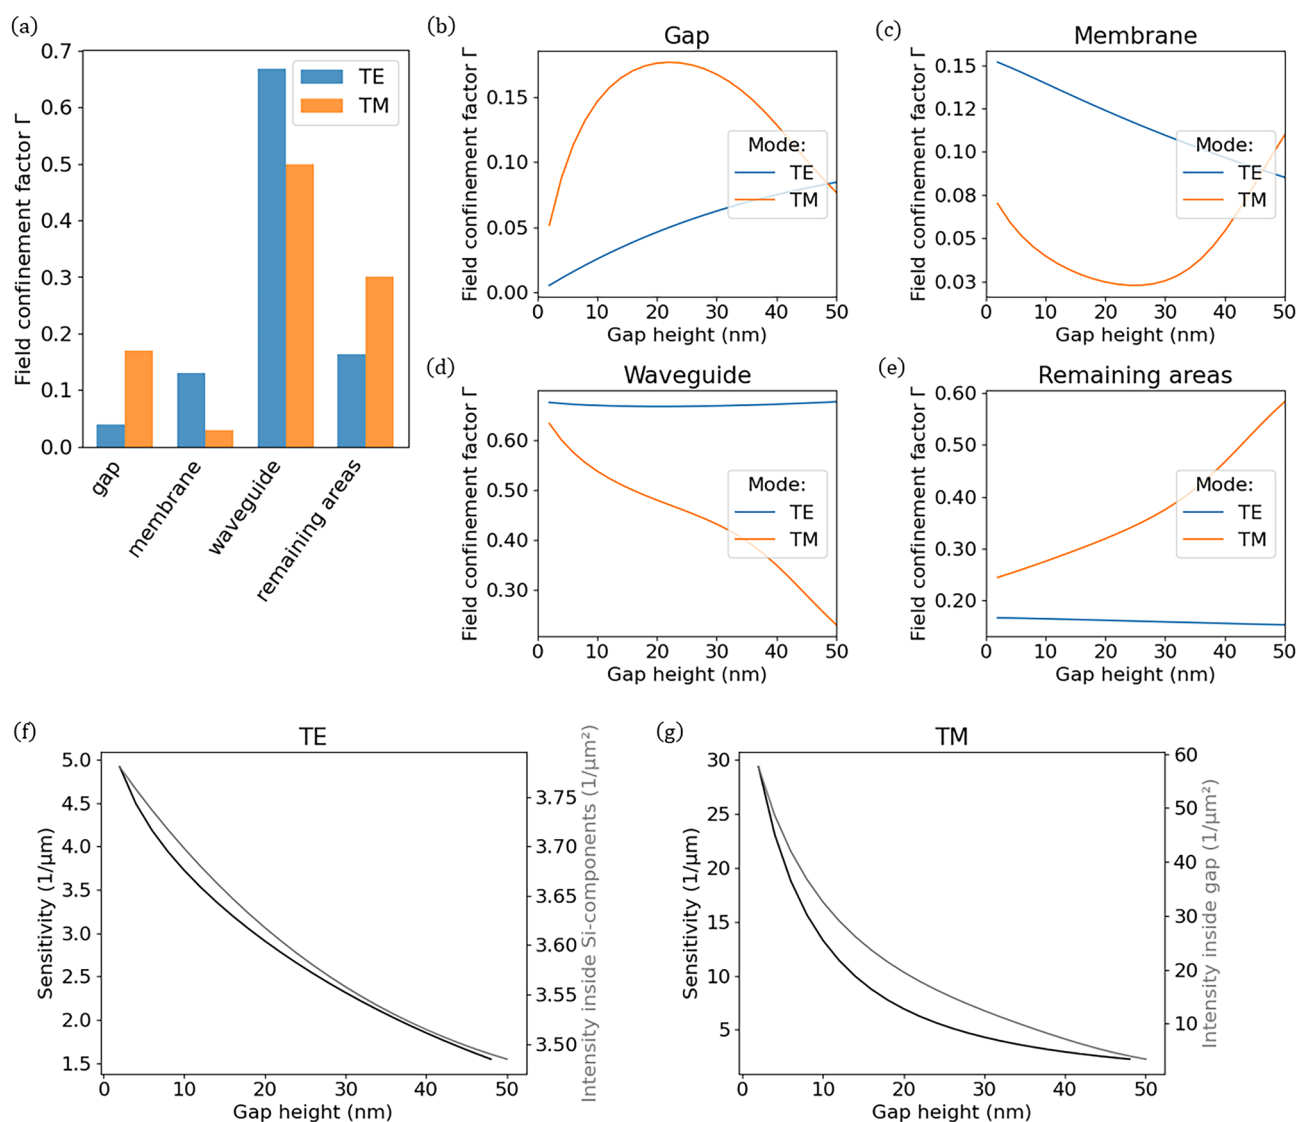 (a)
Field confinement factor Γ
0.7
0.6
0.5
0.4
0.3
0.2
0.1
0.0
TE
TM
gap
membrane
waveguide
remaining areas
(b)
Gap
Field confinement factor Γ
0.15
0.10
0.05
0.00
Mode:
TE
TM
0 10 20 30 40 50
Gap height (nm)
(c)
Membrane
Field confinement factor Γ
0.15
0.12
0.10
0.08
0.05
0.03
Mode:
TE
TM
0 10 20 30 40 50
Gap height (nm)
(d)
Waveguide
Field confinement factor Γ
0.60
0.50
0.40
0.30
Mode:
TE
TM
0 10 20 30 40 50
Gap height (nm)
(e)
Remaining areas
Field confinement factor Γ
0.60
0.50
0.40
0.30
0.20
Mode:
TE
TM
0 10 20 30 40 50
Gap height (nm)
(f)
TE
Sensitivity (1/μm)
5.0
4.5
4.0
3.5
3.0
2.5
2.0
1.5
3.75
3.70
3.65
3.60
3.55
3.50
Intensity inside Si-components (1/μm²)
0 10 20 30 40 50
Gap height (nm)
(g)
TM
Sensitivity (1/μm)
30
25
20
15
10
5
60
50
40
30
20
10
Intensity inside gap (1/μm²)
0 10 20 30 40 50
Gap height (nm)